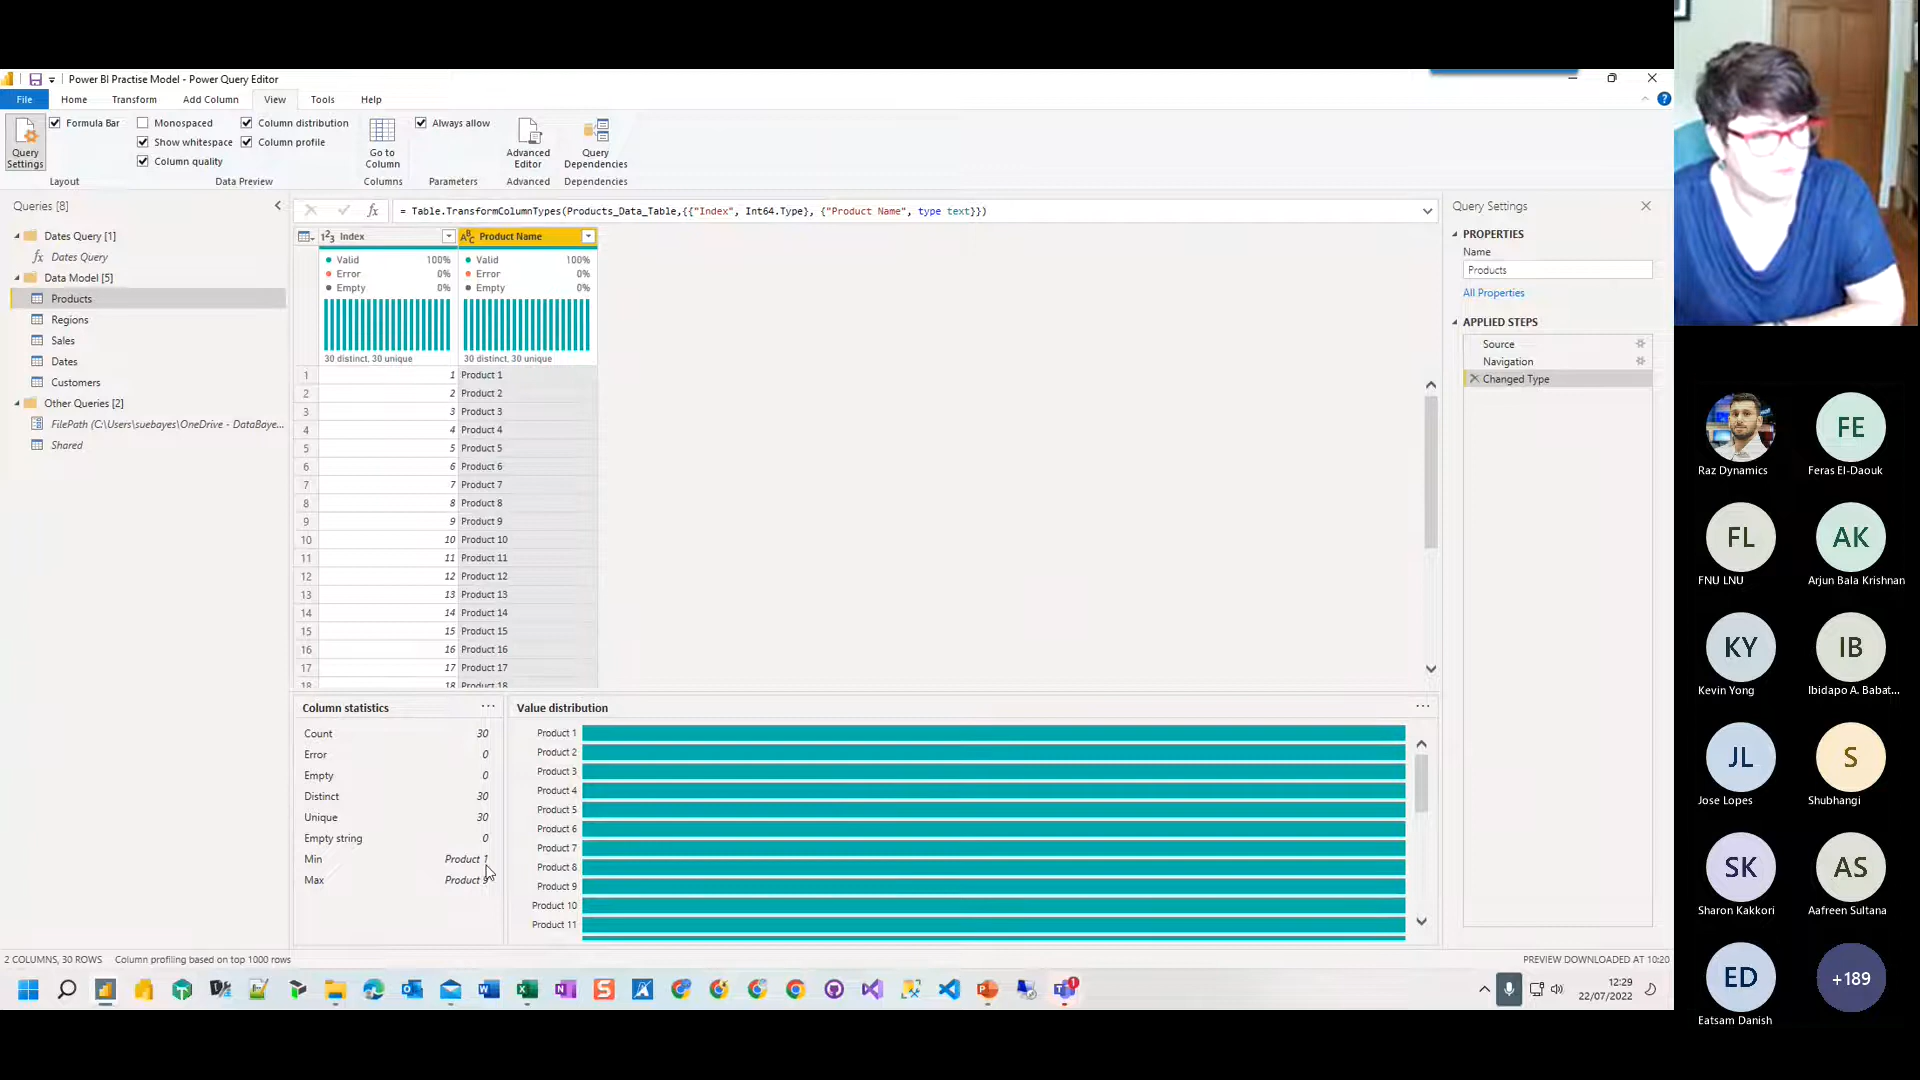 Power BI Practise Model - Power Query Editor
File Home Transform Add Column View Tools Help
Query Settings
Formula Bar
Layout
Monospaced
Show whitespace
Column quality
Column distribution
Column profile
Data Preview
Go to Column
Columns
Always allow
Parameters
Advanced Editor
Advanced
Query Dependencies
Dependencies
Queries [8]
Dates Query [1]
Dates Query
Data Model [5]
Products
Regions
Sales
Dates
Customers
Other Queries [2]
FilePath (C:\Users\suebayes\OneDrive - DataBaye...
Shared
= Table.TransformColumnTypes(Products_Data_Table,{{"Index", Int64.Type}, {"Product Name", type text}})
Index Product Name
Valid 100% Valid 100%
Error 0% Error 0%
Empty 0% Empty 0%
30 distinct, 30 unique 30 distinct, 30 unique
1 1 Product 1
2 2 Product 2
3 3 Product 3
4 4 Product 4
5 5 Product 5
6 6 Product 6
7 7 Product 7
8 8 Product 8
9 9 Product 9
10 10 Product 10
11 11 Product 11
12 12 Product 12
13 13 Product 13
14 14 Product 14
15 15 Product 15
16 16 Product 16
17 17 Product 17
18 18 Product 18
Column statistics
Count 30
Error 0
Empty 0
Distinct 30
Unique 30
Empty string 0
Min Product 1
Max Product 9
Value distribution
Product 1
Product 2
Product 3
Product 4
Product 5
Product 6
Product 7
Product 8
Product 9
Product 10
Product 11
Query Settings
PROPERTIES
Name
Products
All Properties
APPLIED STEPS
Source
Navigation
Changed Type
2 COLUMNS, 30 ROWS Column profiling based on top 1000 rows
PREVIEW DOWNLOADED AT 10:20
12:29
22/07/2022
Raz Dynamics
FE
Feras El-Daouk
FL
FNU LNU
AK
Arjun Bala Krishnan
KY
Kevin Yong
IB
Ibidapo A. Babat...
JL
Jose Lopes
S
Shubhangi
SK
Sharon Kakkori
AS
Aafreen Sultana
ED
Eatsam Danish
+189